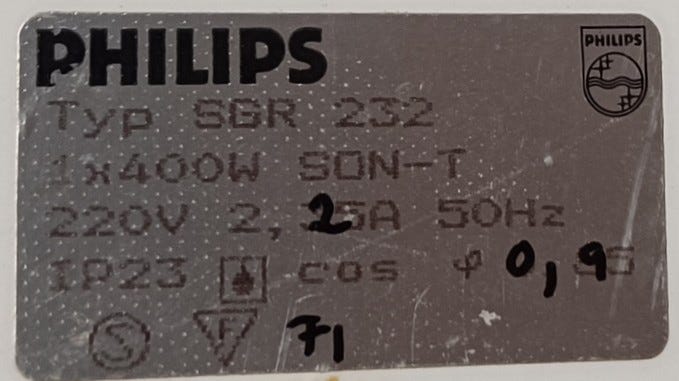 PHILIPS
PHILIPS
Typ SGR 232
1x400W SON-T
220V 2,25A 50Hz
IP23 cos φ 0,95
S F 71